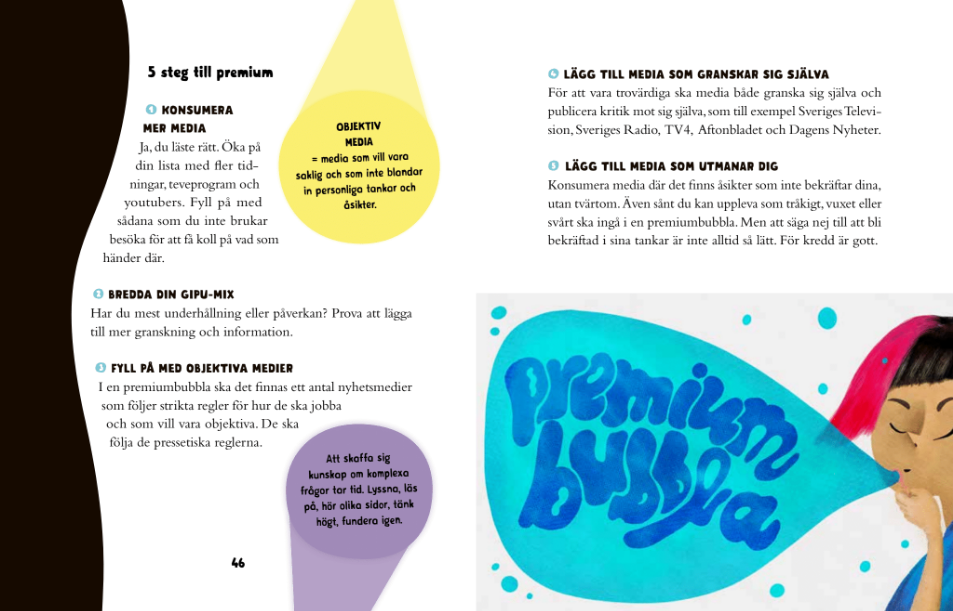 5 steg till premium
1 KONSUMERA
MER MEDIA
Ja, du läste rätt. Öka på
din lista med fler tid-
ningar, teveprogram och
youtubers. Fyll på med
sådana som du inte brukar
besöka för att få koll på vad som
händer där.
2 BREDDA DIN GIPU-MIX
Har du mest underhållning eller påverkan? Prova att lägga
till mer granskning och information.
3 FYLL PÅ MED OBJEKTIVA MEDIER
I en premiumbubbla ska det finnas ett antal nyhetsmedier
som följer strikta regler för hur de ska jobba
och som vill vara objektiva. De ska
följa de pressetiska reglerna.
OBJEKTIV
MEDIA
= media som vill vara
saklig och som inte blandar
in personliga tankar och
åsikter.
Att skaffa sig
kunskap om komplexa
frågor tar tid. Lyssna, läs
på, hör olika sidor, tänk
högt, fundera igen.
46
4 LÄGG TILL MEDIA SOM GRANSKAR SIG SJÄLVA
För att vara trovärdiga ska media både granska sig själva och
publicera kritik mot sig själva, som till exempel Sveriges Televi-
sion, Sveriges Radio, TV4, Aftonbladet och Dagens Nyheter.
5 LÄGG TILL MEDIA SOM UTMANAR DIG
Konsumera media där det finns åsikter som inte bekräftar dina,
utan tvärtom. Även sånt du kan uppleva som tråkigt, vuxet eller
svårt ska ingå i en premiumbubbla. Men att säga nej till att bli
bekräftad i sina tankar är inte alltid så lätt. För kredd är gott.
premium
bubbla